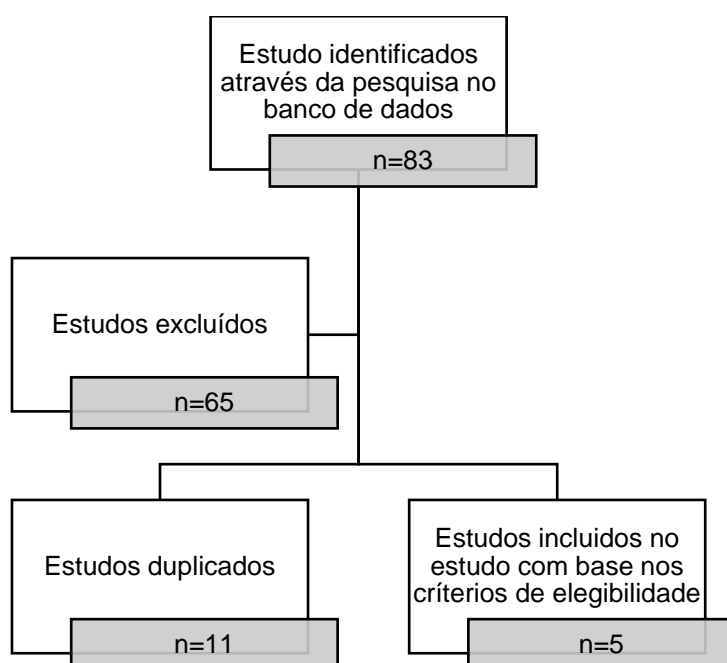 Estudo identificados
através da pesquisa no
banco de dados
n=83
Estudos excluídos
n=65
Estudos duplicados
n=11
Estudos incluidos no
estudo com base nos
críterios de elegibilidade
n=5